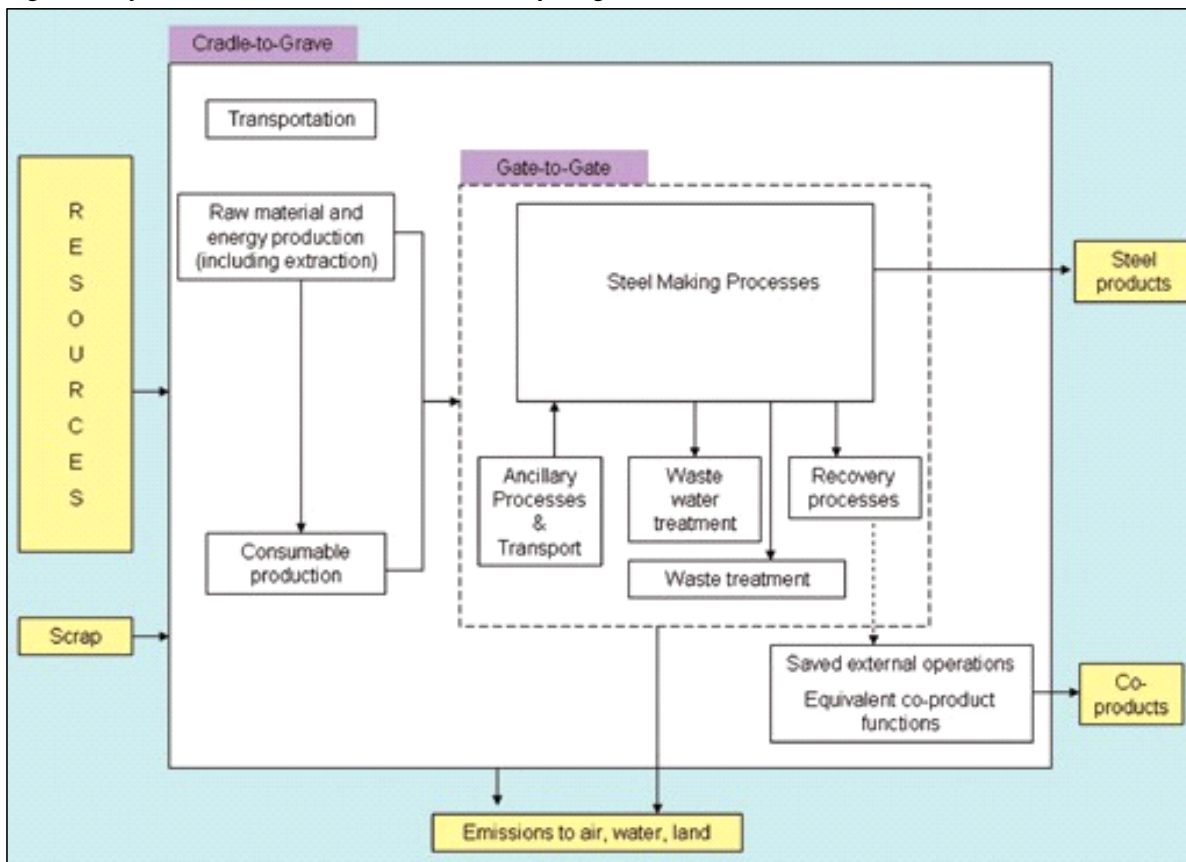 Cradle-to-Grave
Transportation
Gate-to-Gate
R
E
S
O
U
R
C
E
S
Raw material and
energy production
(including extraction)
Steel Making Processes
Steel
products
Ancillary
Processes
&
Transport
Waste
water
treatment
Recovery
processes
Consumable
production
Waste treatment
Scrap
Saved external operations
Equivalent co-product
functions
Co-
products
Emissions to air, water, land